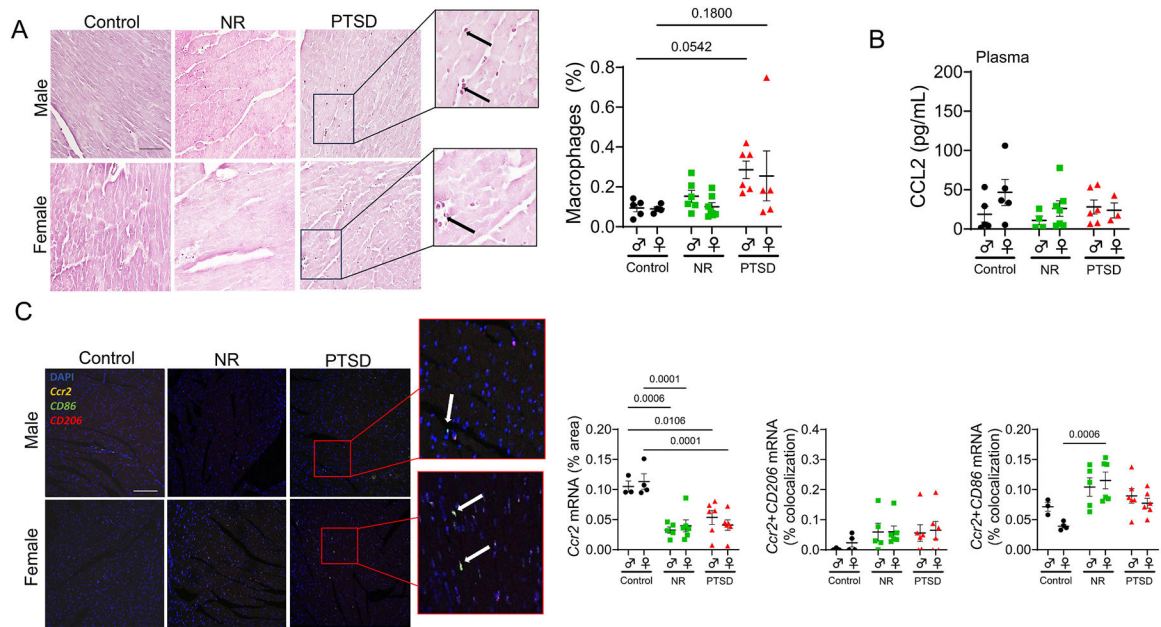 A
Control
NR
PTSD
Male
Female
Macrophages (%)
0.1800
0.0542
0.8
0.6
0.4
0.2
0.0
♂ ♀ ♂ ♀ ♂ ♀
Control NR PTSD
B
Plasma
CCL2 (pg/mL)
150
100
50
0
♂ ♀ ♂ ♀ ♂ ♀
Control NR PTSD
C
Control
NR
PTSD
Male
Female
DAPI
Ccr2
CD86
CD206
Ccr2 mRNA (% area)
0.0001
0.0006
0.0106
0.0001
0.20
0.15
0.10
0.05
0.00
♂ ♀ ♂ ♀ ♂ ♀
Control NR PTSD
Ccr2+CD206 mRNA
(% colocalization)
0.4
0.3
0.2
0.1
0.0
♂ ♀ ♂ ♀ ♂ ♀
Control NR PTSD
Ccr2+CD86 mRNA
(% colocalization)
0.0006
0.20
0.15
0.10
0.05
0.00
♂ ♀ ♂ ♀ ♂ ♀
Control NR PTSD